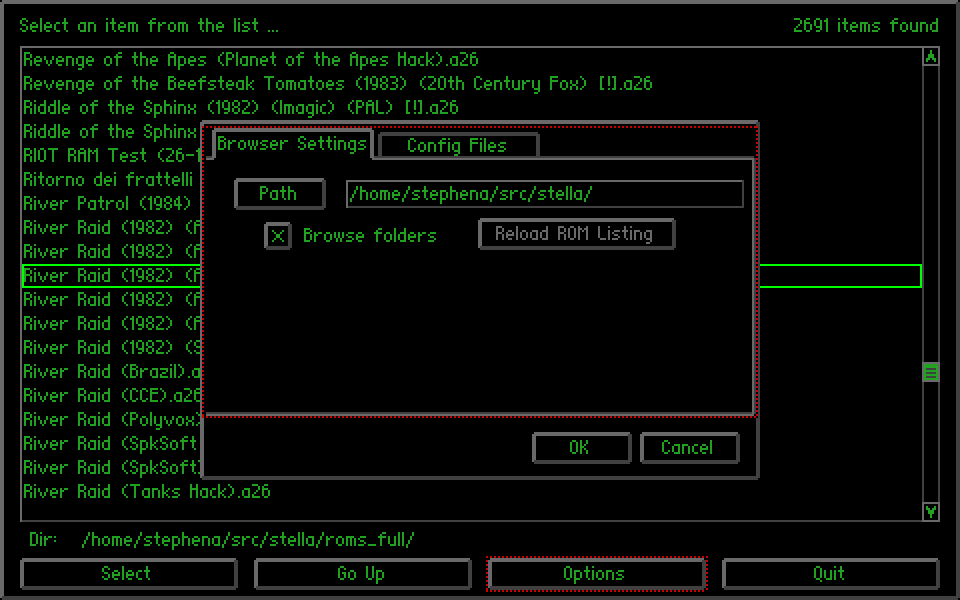 Select an item from the list ... 2691 items found
Revenge of the Apes (Planet of the Apes Hack).a26
Revenge of the Beefsteak Tomatoes (1983) (20th Century Fox) [!].a26
Riddle of the Sphinx (1982) (Imagic) (PAL) [!].a26
Riddle of the Sphinx
RIOT RAM Test (26-1
Ritorno dei frattelli
River Patrol (1984)
River Raid (1982) (A
River Raid (1982) (A
River Raid (1982) (A
River Raid (1982) (A
River Raid (1982) (A
River Raid (1982) (S
River Raid (Brazil).a
River Raid (CCE).a26
River Raid (Polyvox)
River Raid (SpkSoft
River Raid (SpkSoft)
River Raid (Tanks Hack).a26
Browser Settings Config Files
Path /home/stephena/src/stella/
X Browse folders Reload ROM Listing
OK Cancel
Dir: /home/stephena/src/stella/roms_full/
Select Go Up Options Quit